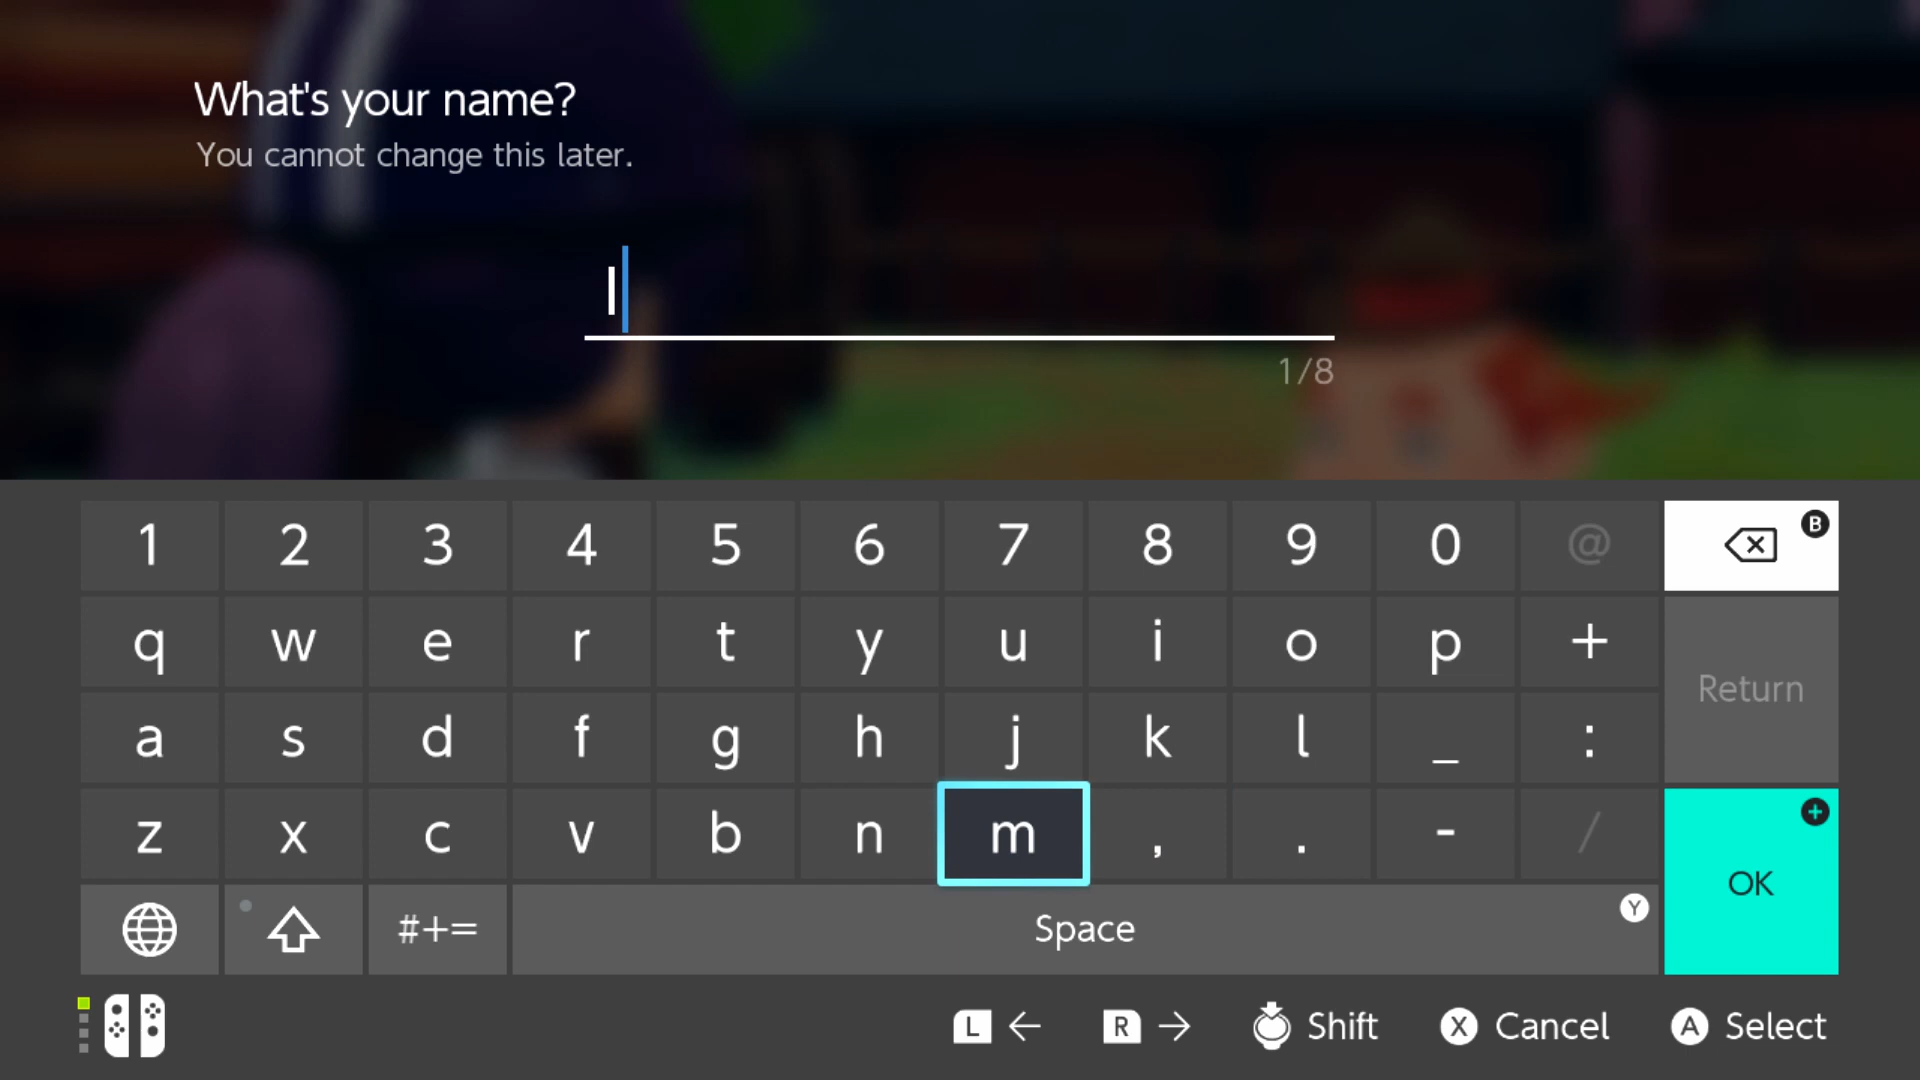 What's your name?
You cannot change this later.
I
1/8
1 2 3 4 5 6 7 8 9 0 @ B
q w e r t y u i o p +
Return
a s d f g h j k l _ :
z x c v b n m , . - / +
OK
#+= Space Y
L ← R → Shift X Cancel A Select